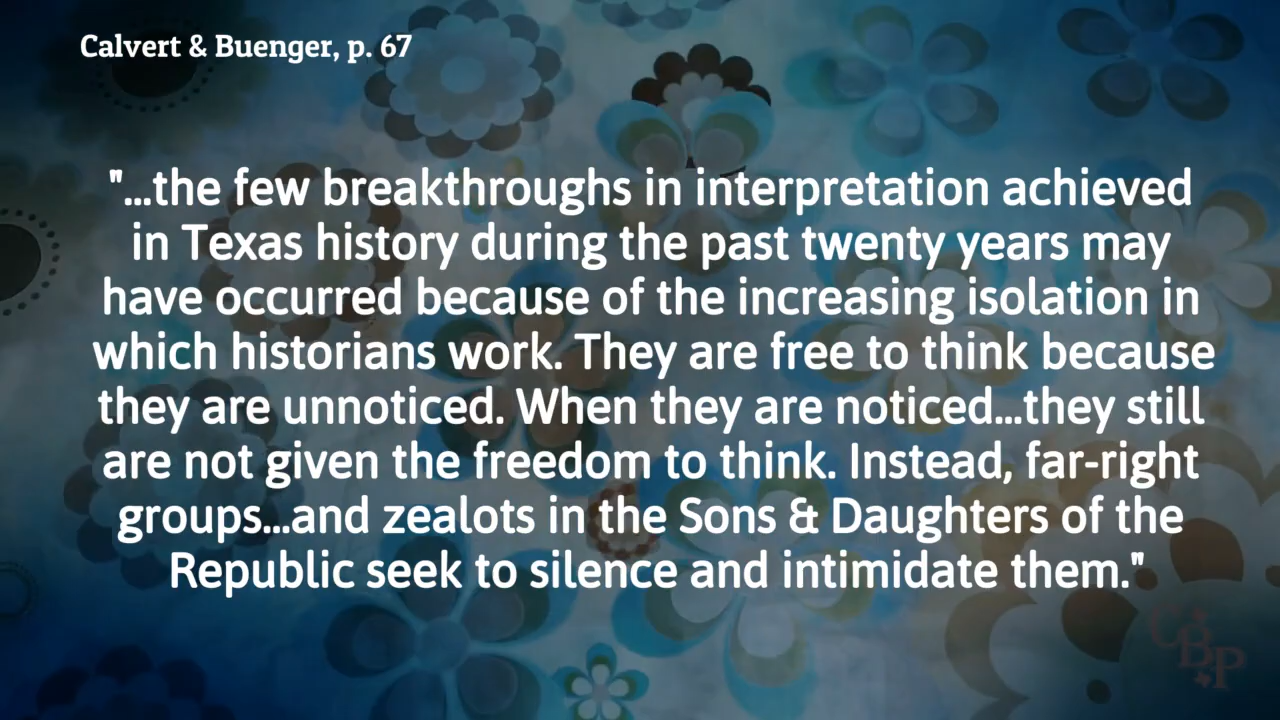 Calvert & Buenger, p. 67
"...the few breakthroughs in interpretation achieved
in Texas history during the past twenty years may
have occurred because of the increasing isolation in
which historians work. They are free to think because
they are unnoticed. When they are noticed...they still
are not given the freedom to think. Instead, far-right
groups...and zealots in the Sons & Daughters of the
Republic seek to silence and intimidate them."
CBP